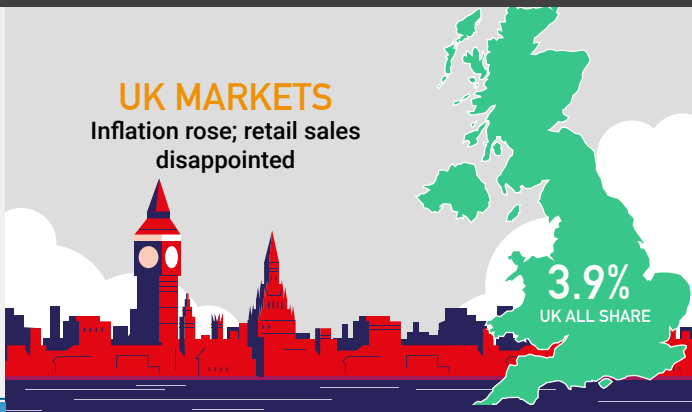 UK MARKETS
Inflation rose; retail sales
disappointed
3.9%
UK ALL SHARE